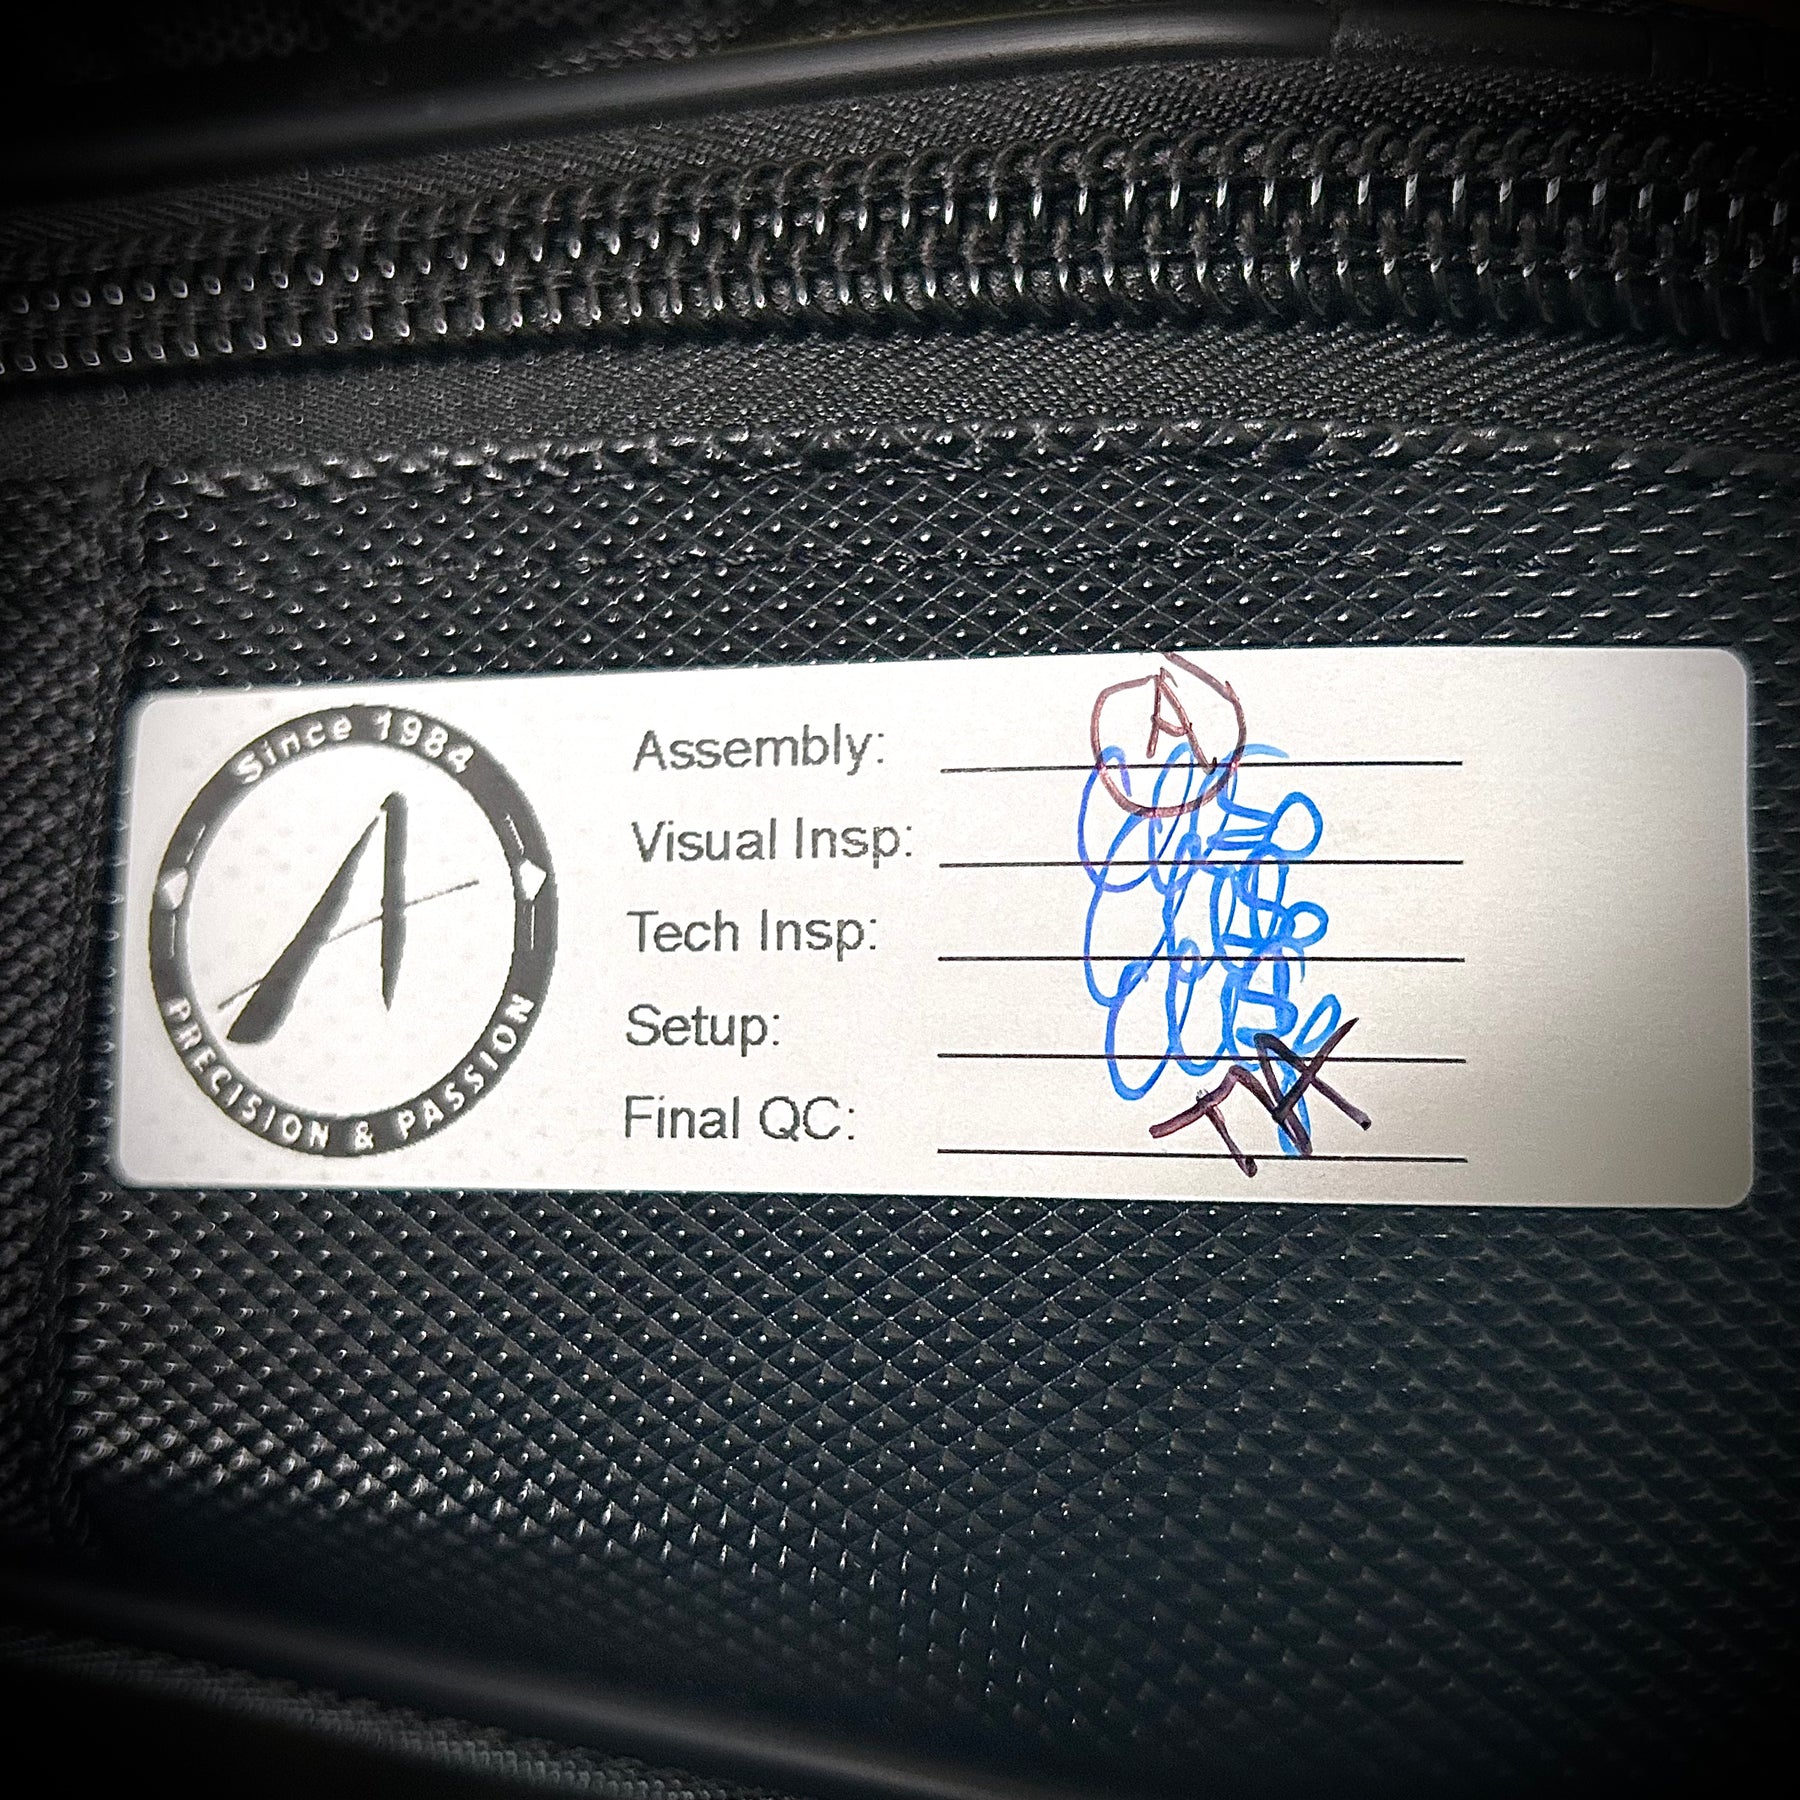 Since 1984
A
PRECISION & PASSION
Assembly: A
Visual Insp:
Tech Insp:
Setup:
Final QC: